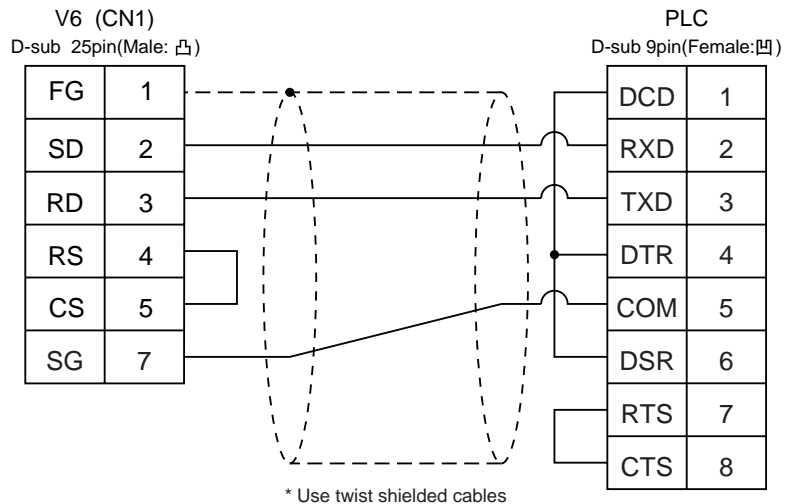 V6 (CN1)
D-sub 25pin(Male: 凸)
FG 1
SD 2
RD 3
RS 4
CS 5
SG 7
PLC
D-sub 9pin(Female:凹)
DCD 1
RXD 2
TXD 3
DTR 4
COM 5
DSR 6
RTS 7
CTS 8
* Use twist shielded cables